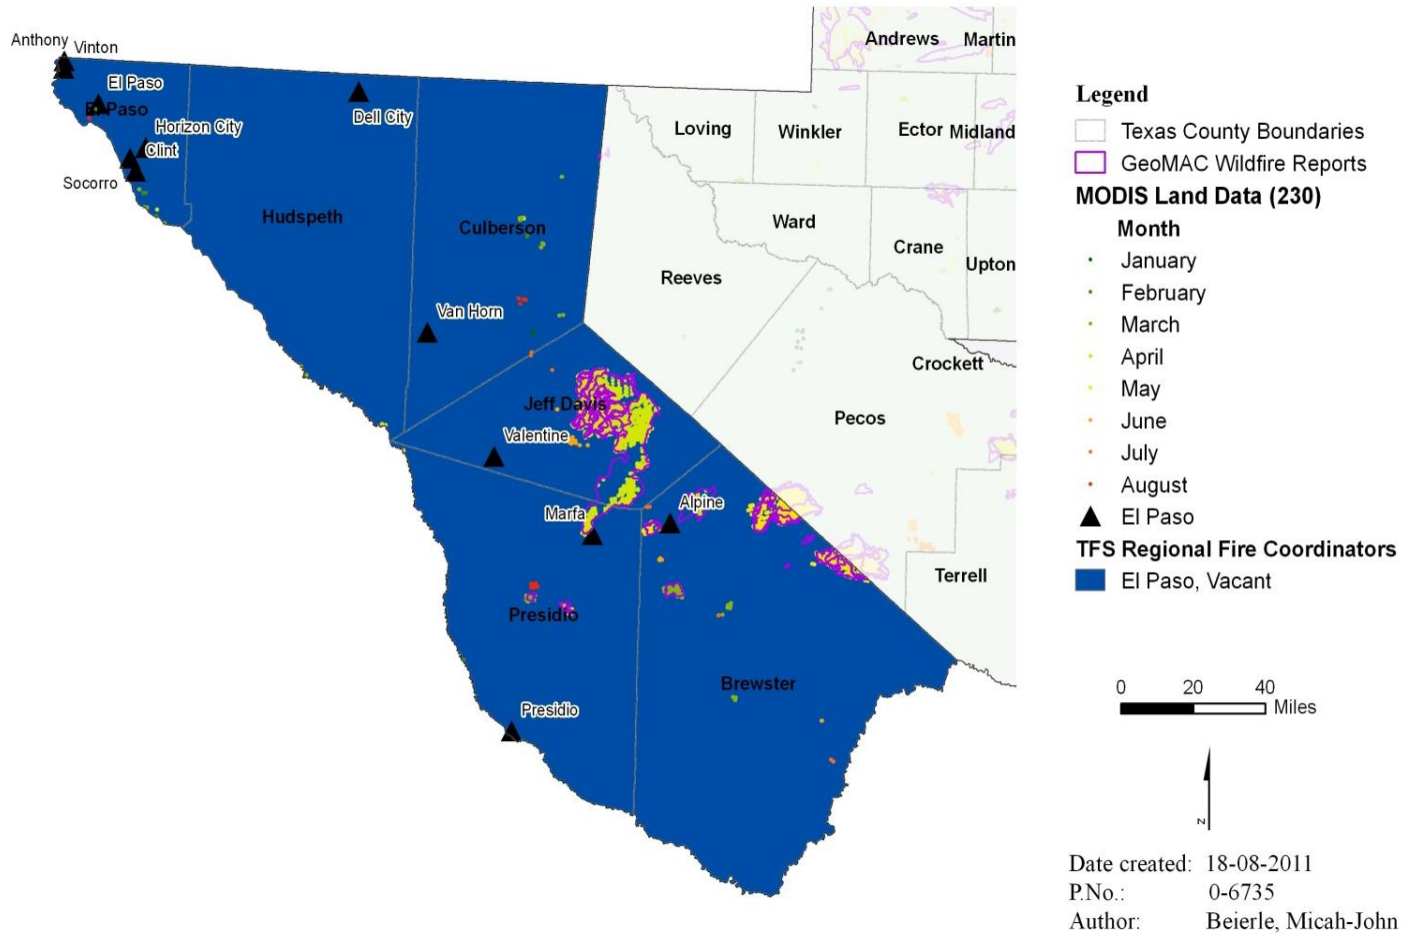 Anthony
Vinton
El Paso
El Paso
Horizon City
Clint
Socorro
Dell City
Hudspeth
Culberson
Van Horn
Jeff Davis
Valentine
Marfa
Alpine
Presidio
Presidio
Brewster
Andrews
Martin
Loving
Winkler
Ector
Midland
Ward
Crane
Upton
Reeves
Crockett
Pecos
Terrell
Legend
Texas County Boundaries
GeoMAC Wildfire Reports
MODIS Land Data (230)
Month
January
February
March
April
May
June
July
August
El Paso
TFS Regional Fire Coordinators
El Paso, Vacant
0 20 40
Miles
z
Date created: 18-08-2011
P.No.: 0-6735
Author: Beierle, Micah-John